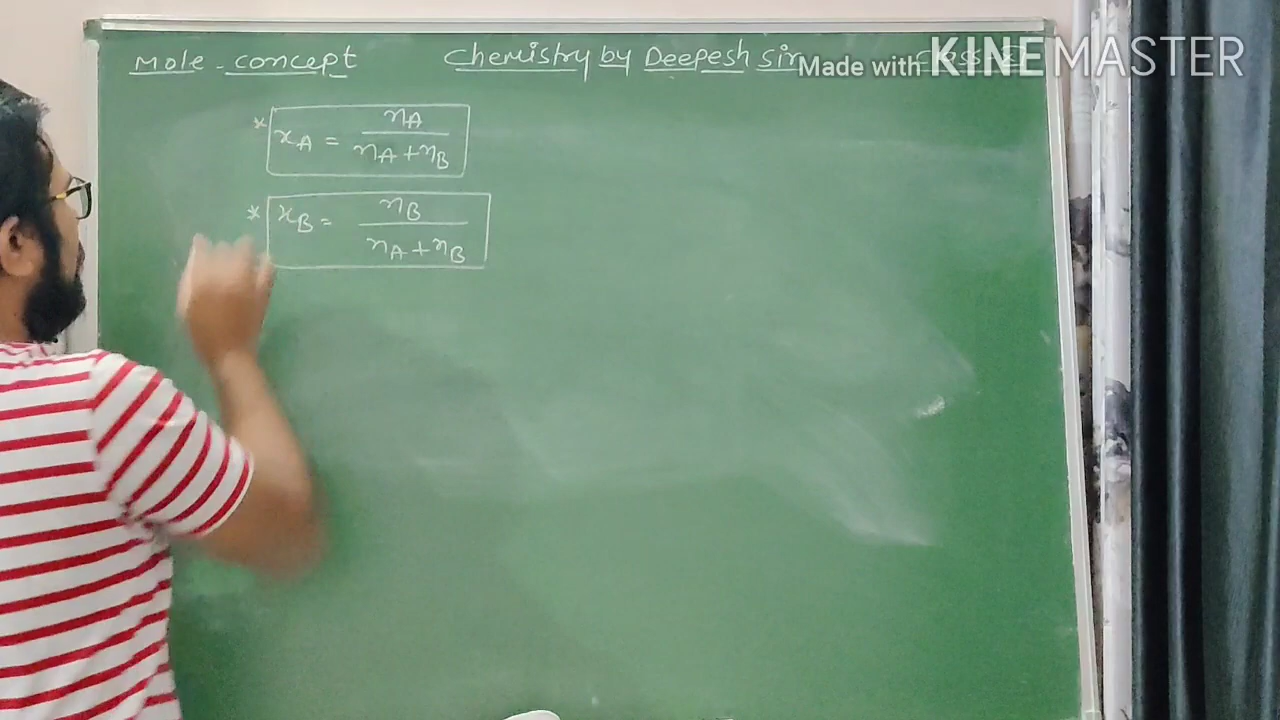 Mole-concept Chemistry by Deepesh sir
Made with KINEMASTER
* xA = nA / nA + nB
* xB = nB / nA + nB